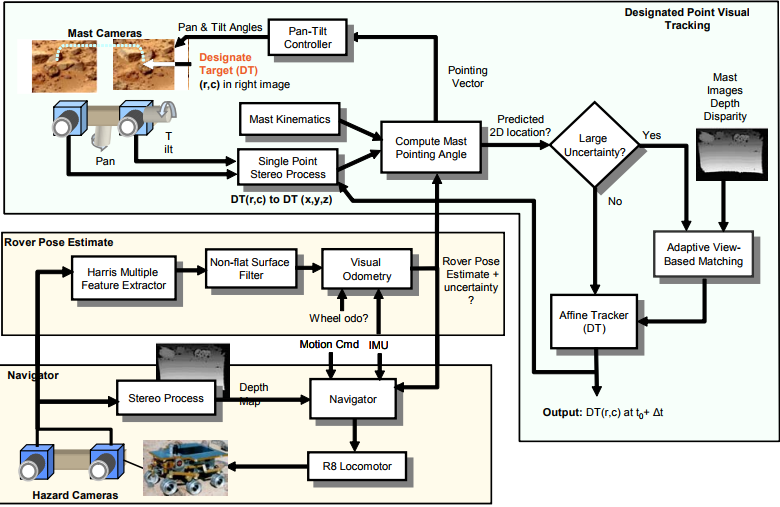 Designated Point Visual
Tracking
Mast Cameras
Pan & Tilt Angles
Pan-Tilt
Controller
Designate
Target (DT)
(r,c) in right image
Pointing
Vector
Mast
Images
Depth
Disparity
Mast Kinematics
Compute Mast
Pointing Angle
Predicted
2D location?
Large
Uncertainty?
Yes
No
Pan
T
ilt
Single Point
Stereo Process
DT(r,c) to DT (x,y,z)
Adaptive View-
Based Matching
Affine Tracker
(DT)
Output: DT(r,c) at t0+ Δt
Rover Pose Estimate
Harris Multiple
Feature Extractor
Non-flat Surface
Filter
Visual
Odometry
Rover Pose
Estimate +
uncertainty
?
Wheel odo?
Motion Cmd
IMU
Navigator
Stereo Process
Depth
Map
Navigator
R8 Locomotor
Hazard Cameras